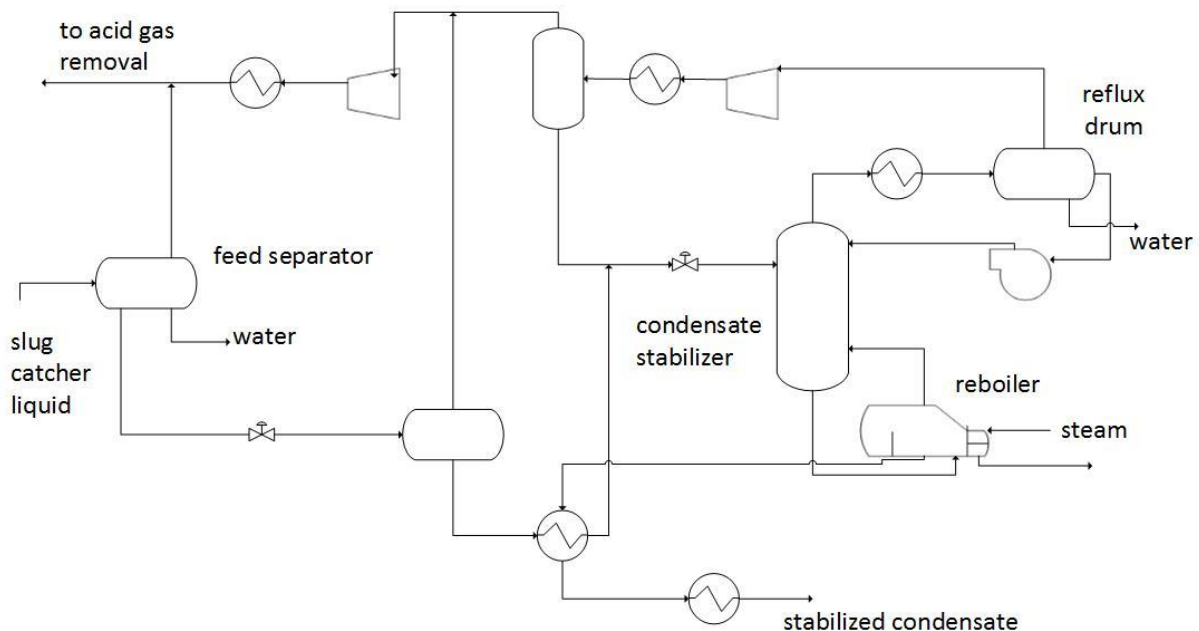 to acid gas
removal
reflux
drum
water
feed separator
slug
catcher
liquid
water
condensate
stabilizer
reboiler
steam
stabilized condensate